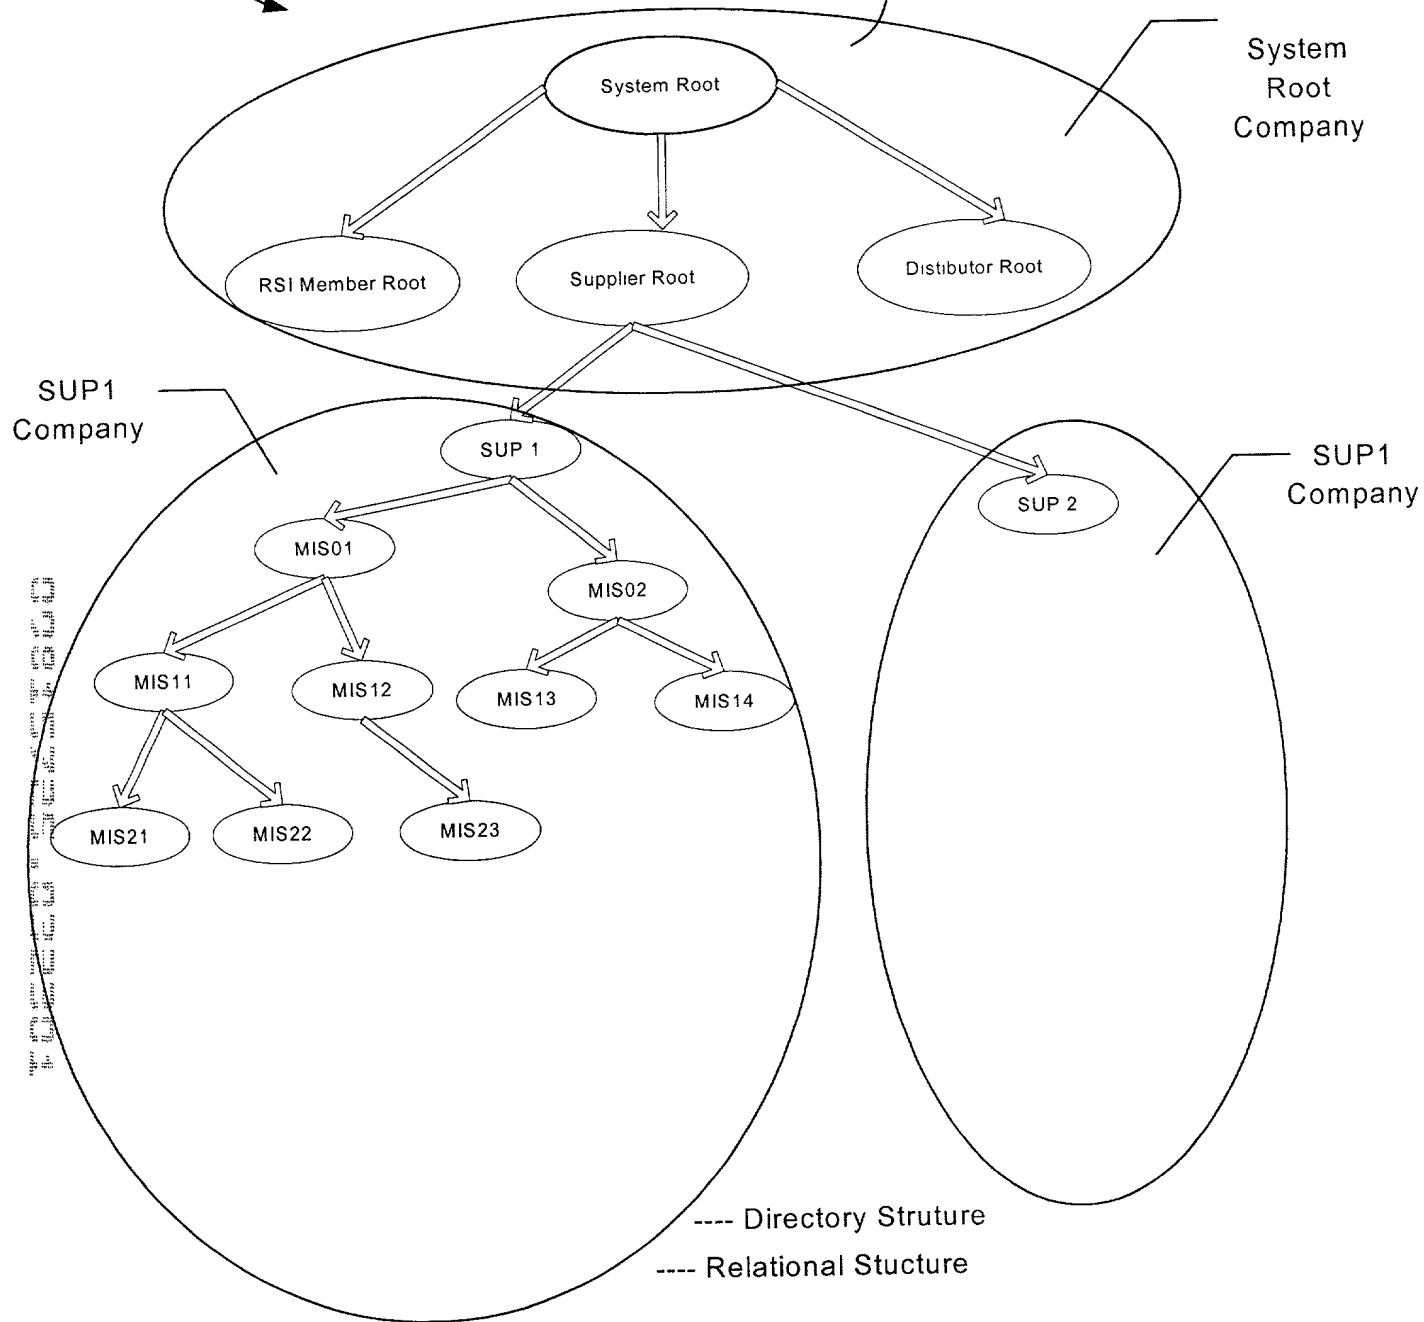 System
Root
Company
System Root
RSI Member Root
Supplier Root
Distibutor Root
SUP1
Company
SUP 1
SUP 2
SUP1
Company
MIS01
MIS02
MIS11
MIS12
MIS13
MIS14
MIS21
MIS22
MIS23
---- Directory Struture
---- Relational Stucture